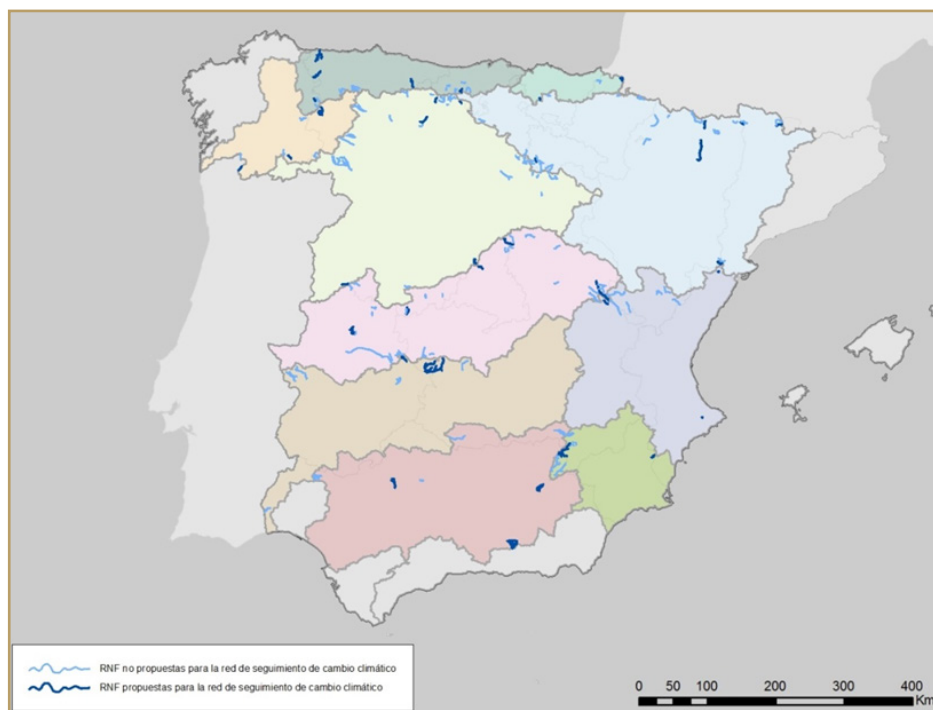 RNF no propuestas para la red de seguimiento de cambio climático
RNF propuestas para la red de seguimiento de cambio climático
0 50 100 200 300 400
Km